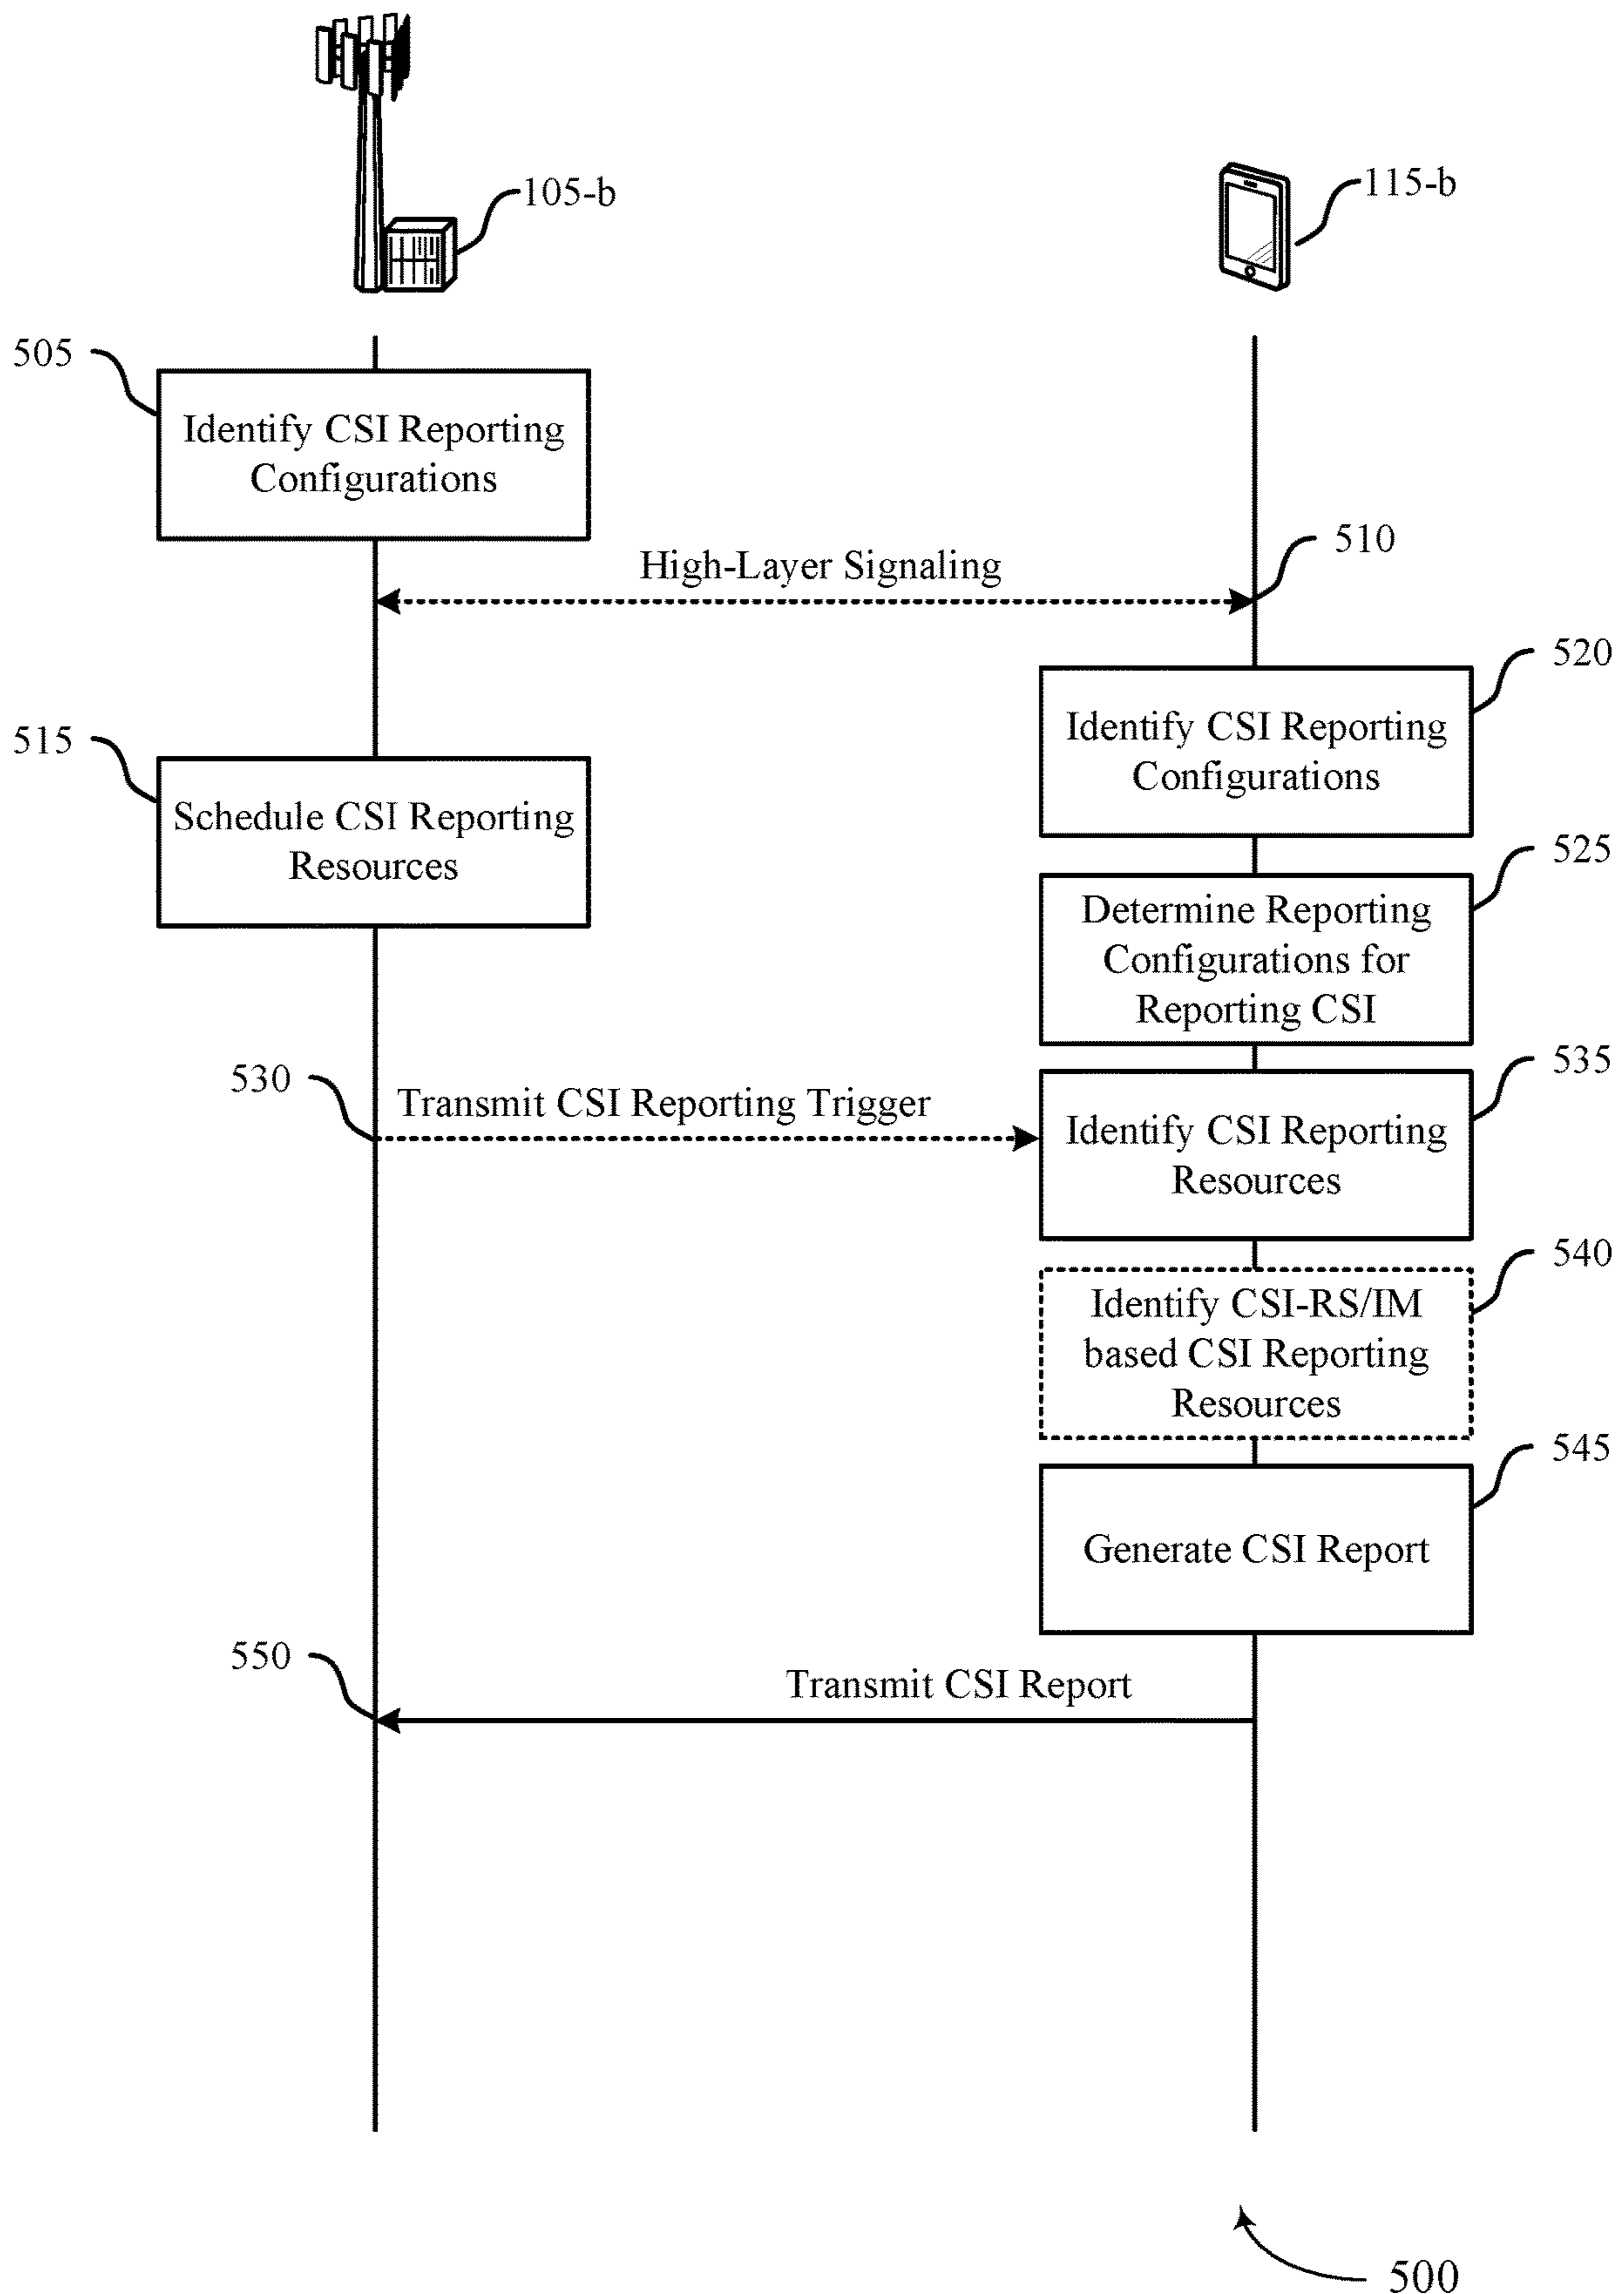 105-b
115-b
505
Identify CSI Reporting
Configurations
510
High-Layer Signaling
520
Identify CSI Reporting
Configurations
515
Schedule CSI Reporting
Resources
525
Determine Reporting
Configurations for
Reporting CSI
530
Transmit CSI Reporting Trigger
535
Identify CSI Reporting
Resources
540
Identify CSI-RS/IM
based CSI Reporting
Resources
545
Generate CSI Report
550
Transmit CSI Report
500